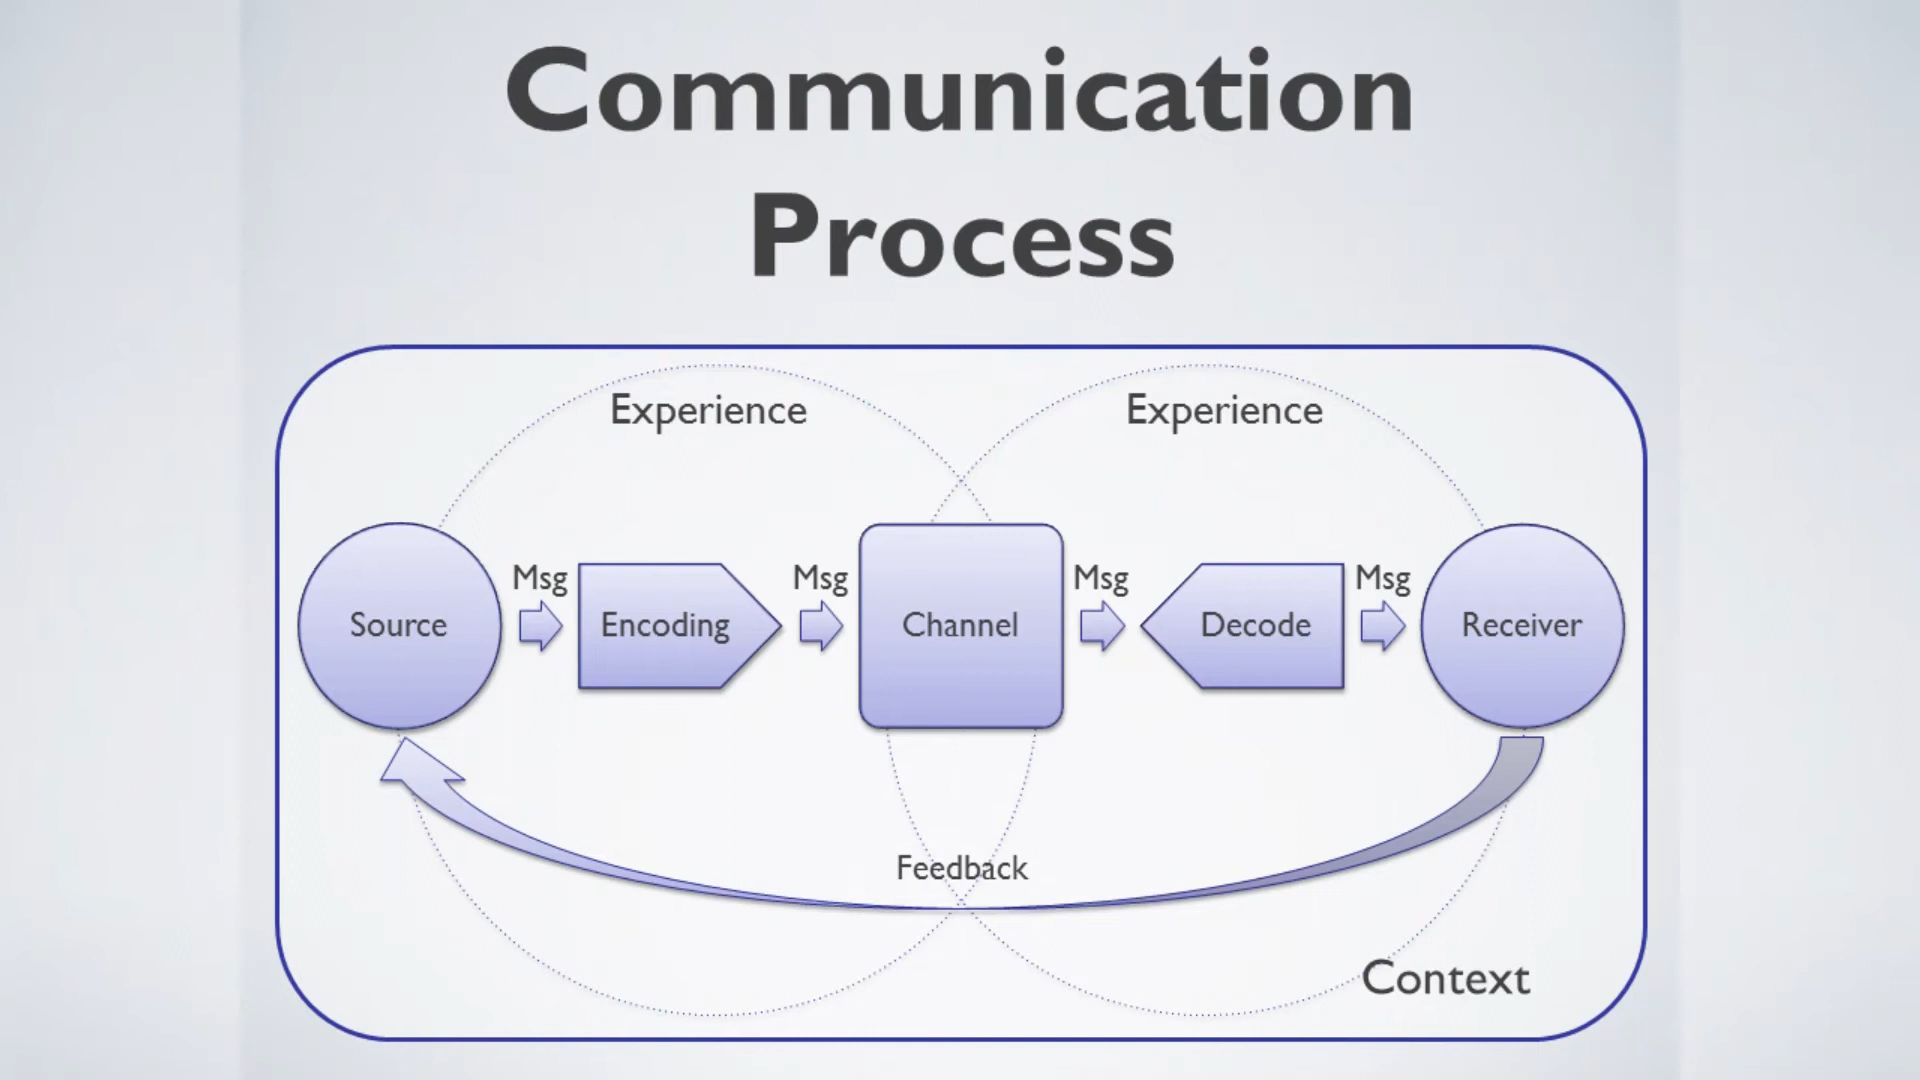 Communication
Process
Experience
Experience
Msg
Msg
Msg
Msg
Source
Encoding
Channel
Decode
Receiver
Feedback
Context